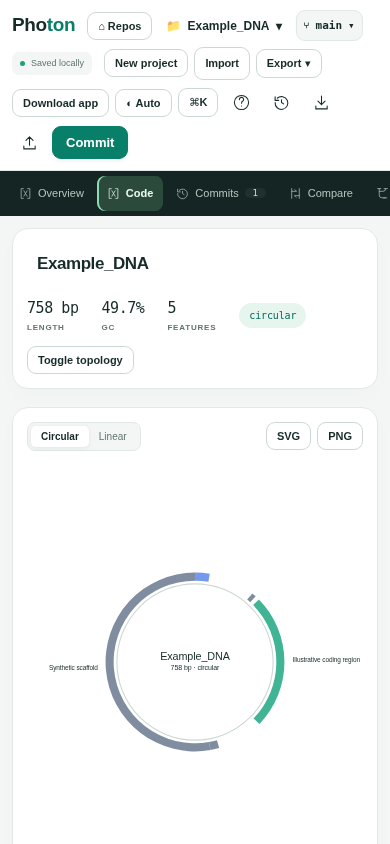 Photon
Repos
Example_DNA ▾
main ▾
Saved locally
New project
Import
Export ▾
Download app
Auto
⌘K
Commit
Overview
Code
Commits 1
Compare
Example_DNA
758 bp
49.7%
5
circular
LENGTH
GC
FEATURES
Toggle topology
Circular
Linear
SVG
PNG
Example_DNA
758 bp · circular
Synthetic scaffold
Illustrative coding region